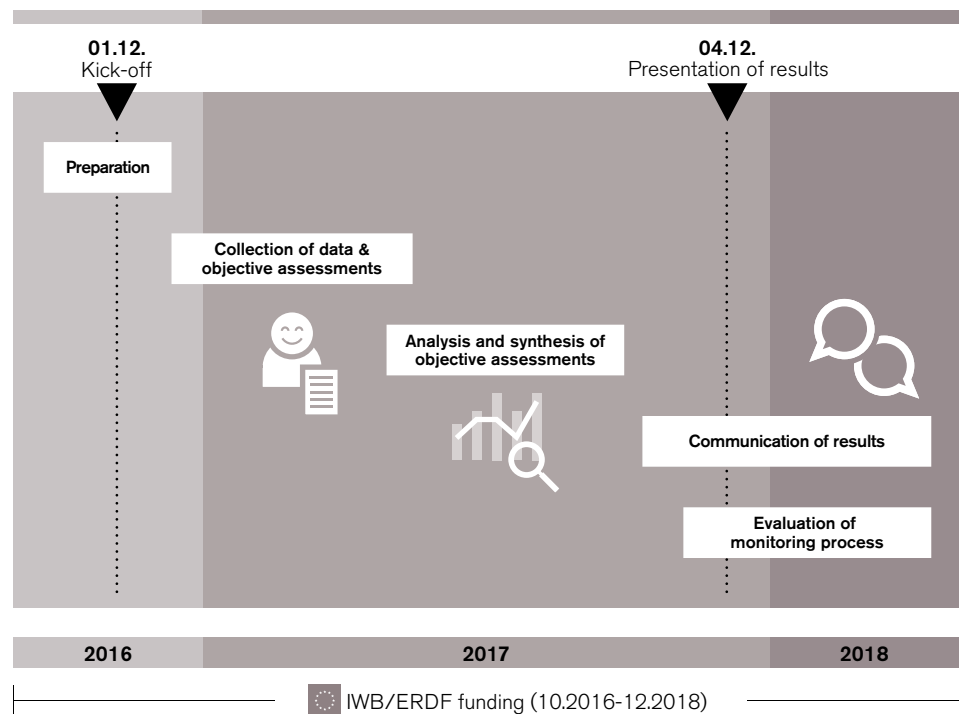 01.12.
Kick-off
04.12.
Presentation of results
Preparation
Collection of data &
objective assessments
Analysis and synthesis of
objective assessments
Communication of results
Evaluation of
monitoring process
2016
2017
2018
IWB/ERDF funding (10.2016-12.2018)